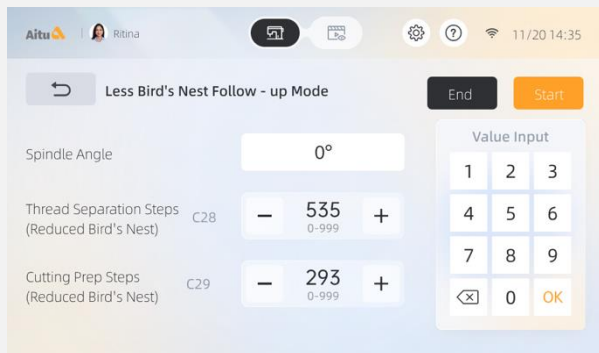 Aitu Ritina 11/20 14:35
Less Bird's Nest Follow - up Mode End Start
Value Input
Spindle Angle 0°
1 2 3
Thread Separation Steps
(Reduced Bird's Nest) C28 − 535 +
0-999
4 5 6
7 8 9
Cutting Prep Steps
(Reduced Bird's Nest) C29 − 293 +
0-999
0 OK